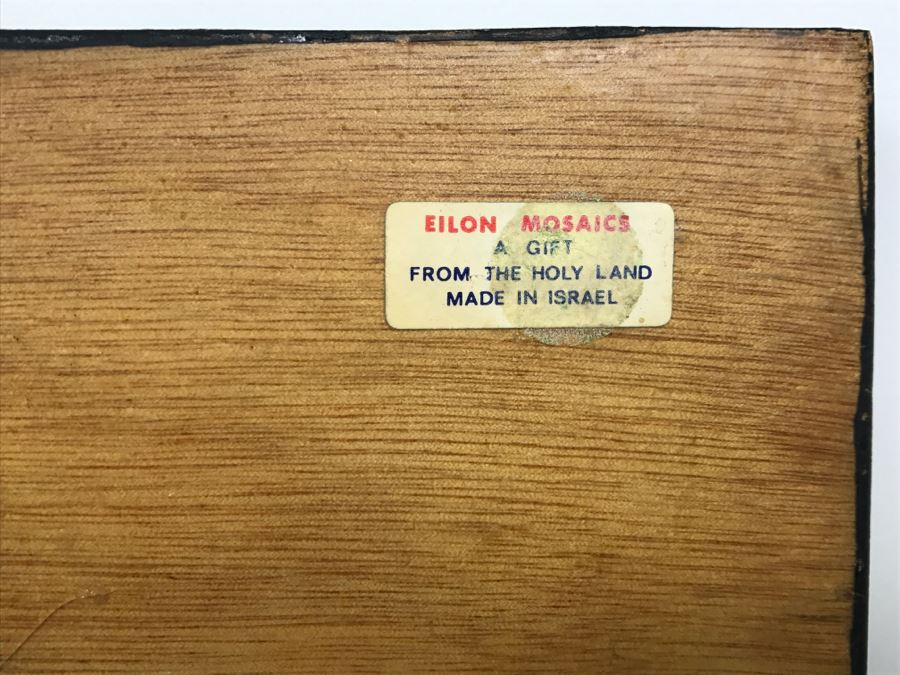 EILON MOSAICS
A GIFT
FROM THE HOLY LAND
MADE IN ISRAEL